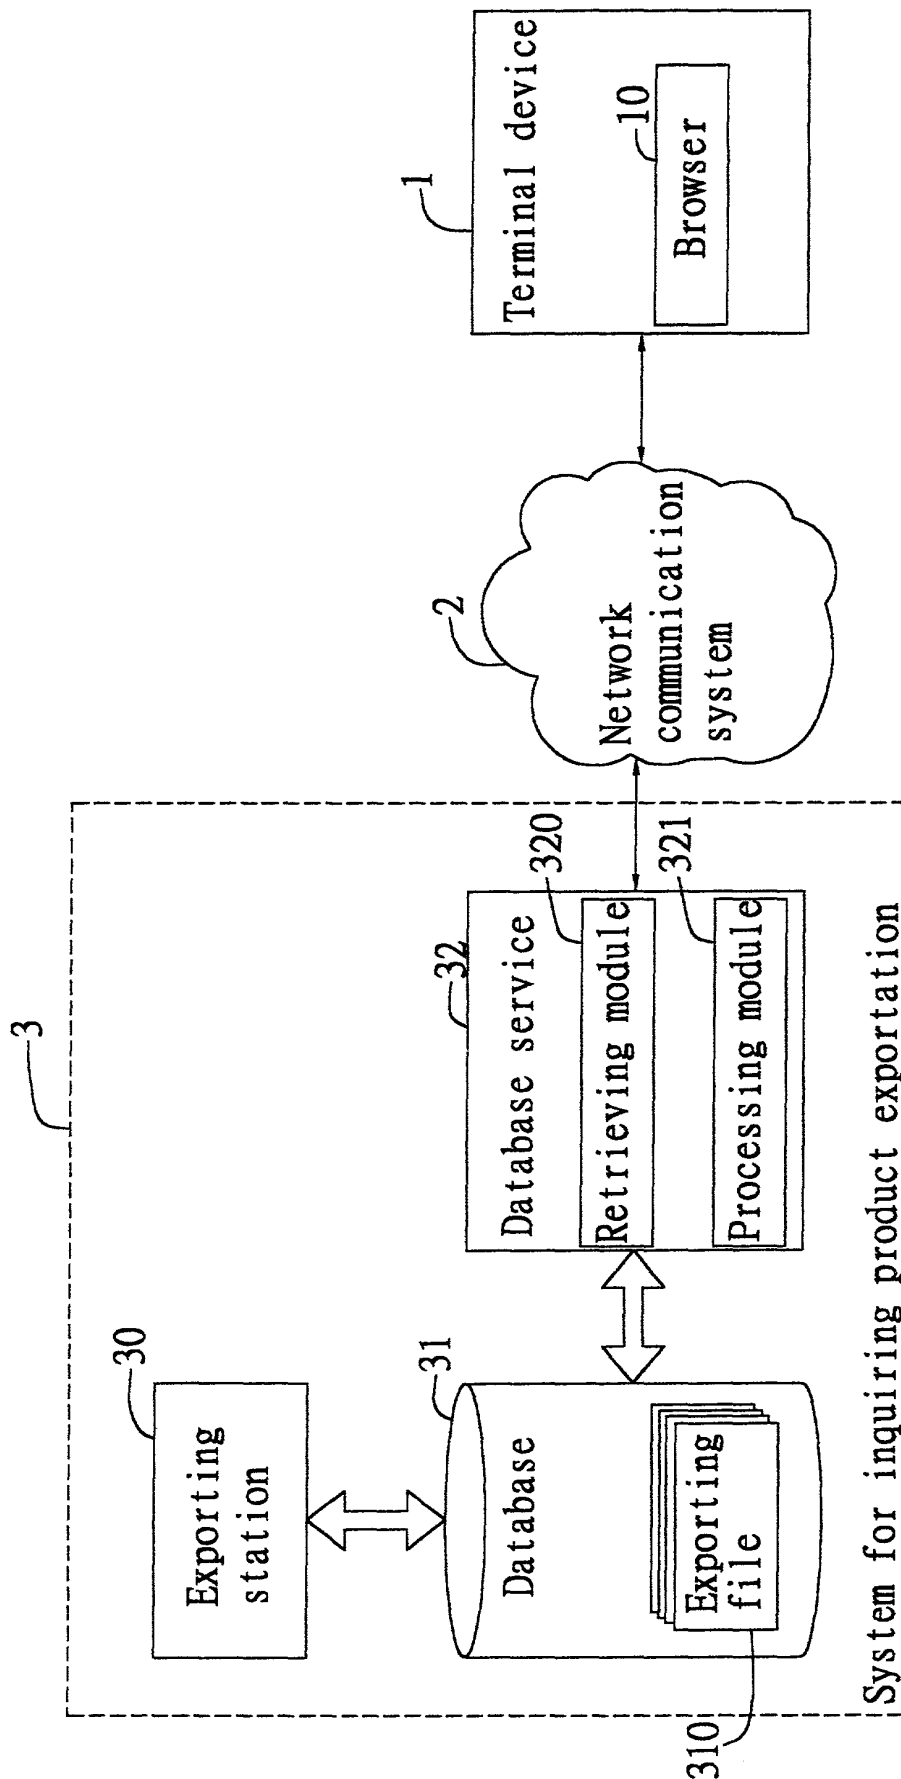 3
30
Exporting
station
31
Database
Exporting
file
310
32
Database service
320
Retrieving module
321
Processing module
System for inquiring product exportation
2
Network
communication
system
1
Terminal device
10
Browser